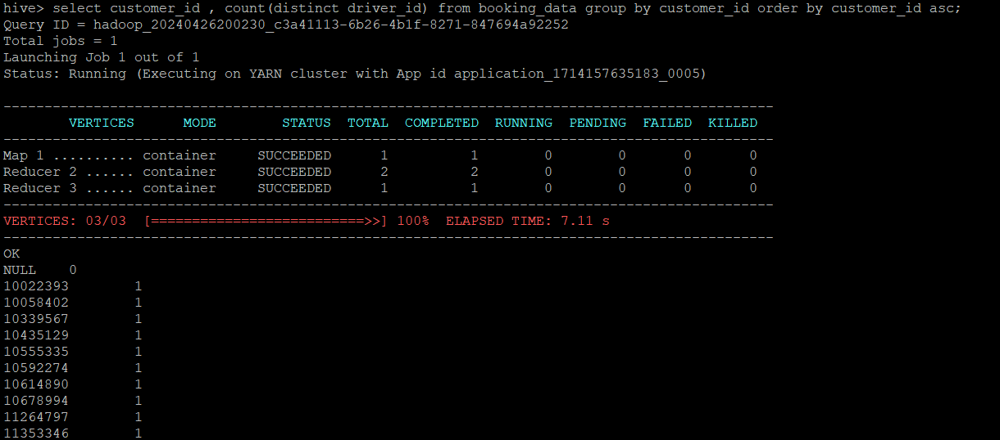 hive> select customer_id , count(distinct driver_id) from booking_data group by customer_id order by customer_id asc;
Query ID = hadoop_20240426200230_c3a41113-6b26-4b1f-8271-847694a92252
Total jobs = 1
Launching Job 1 out of 1
Status: Running (Executing on YARN cluster with App id application_1714157635183_0005)
----------------------------------------------------------------------------------------------
        VERTICES      MODE        STATUS  TOTAL  COMPLETED  RUNNING  PENDING  FAILED  KILLED
----------------------------------------------------------------------------------------------
Map 1 .......... container     SUCCEEDED      1          1        0        0       0       0
Reducer 2 ...... container     SUCCEEDED      2          2        0        0       0       0
Reducer 3 ...... container     SUCCEEDED      1          1        0        0       0       0
----------------------------------------------------------------------------------------------
VERTICES: 03/03  [==========================>>] 100%  ELAPSED TIME: 7.11 s
----------------------------------------------------------------------------------------------
OK
NULL    0
10022393        1
10058402        1
10339567        1
10435129        1
10555335        1
10592274        1
10614890        1
10678994        1
11264797        1
11353346        1